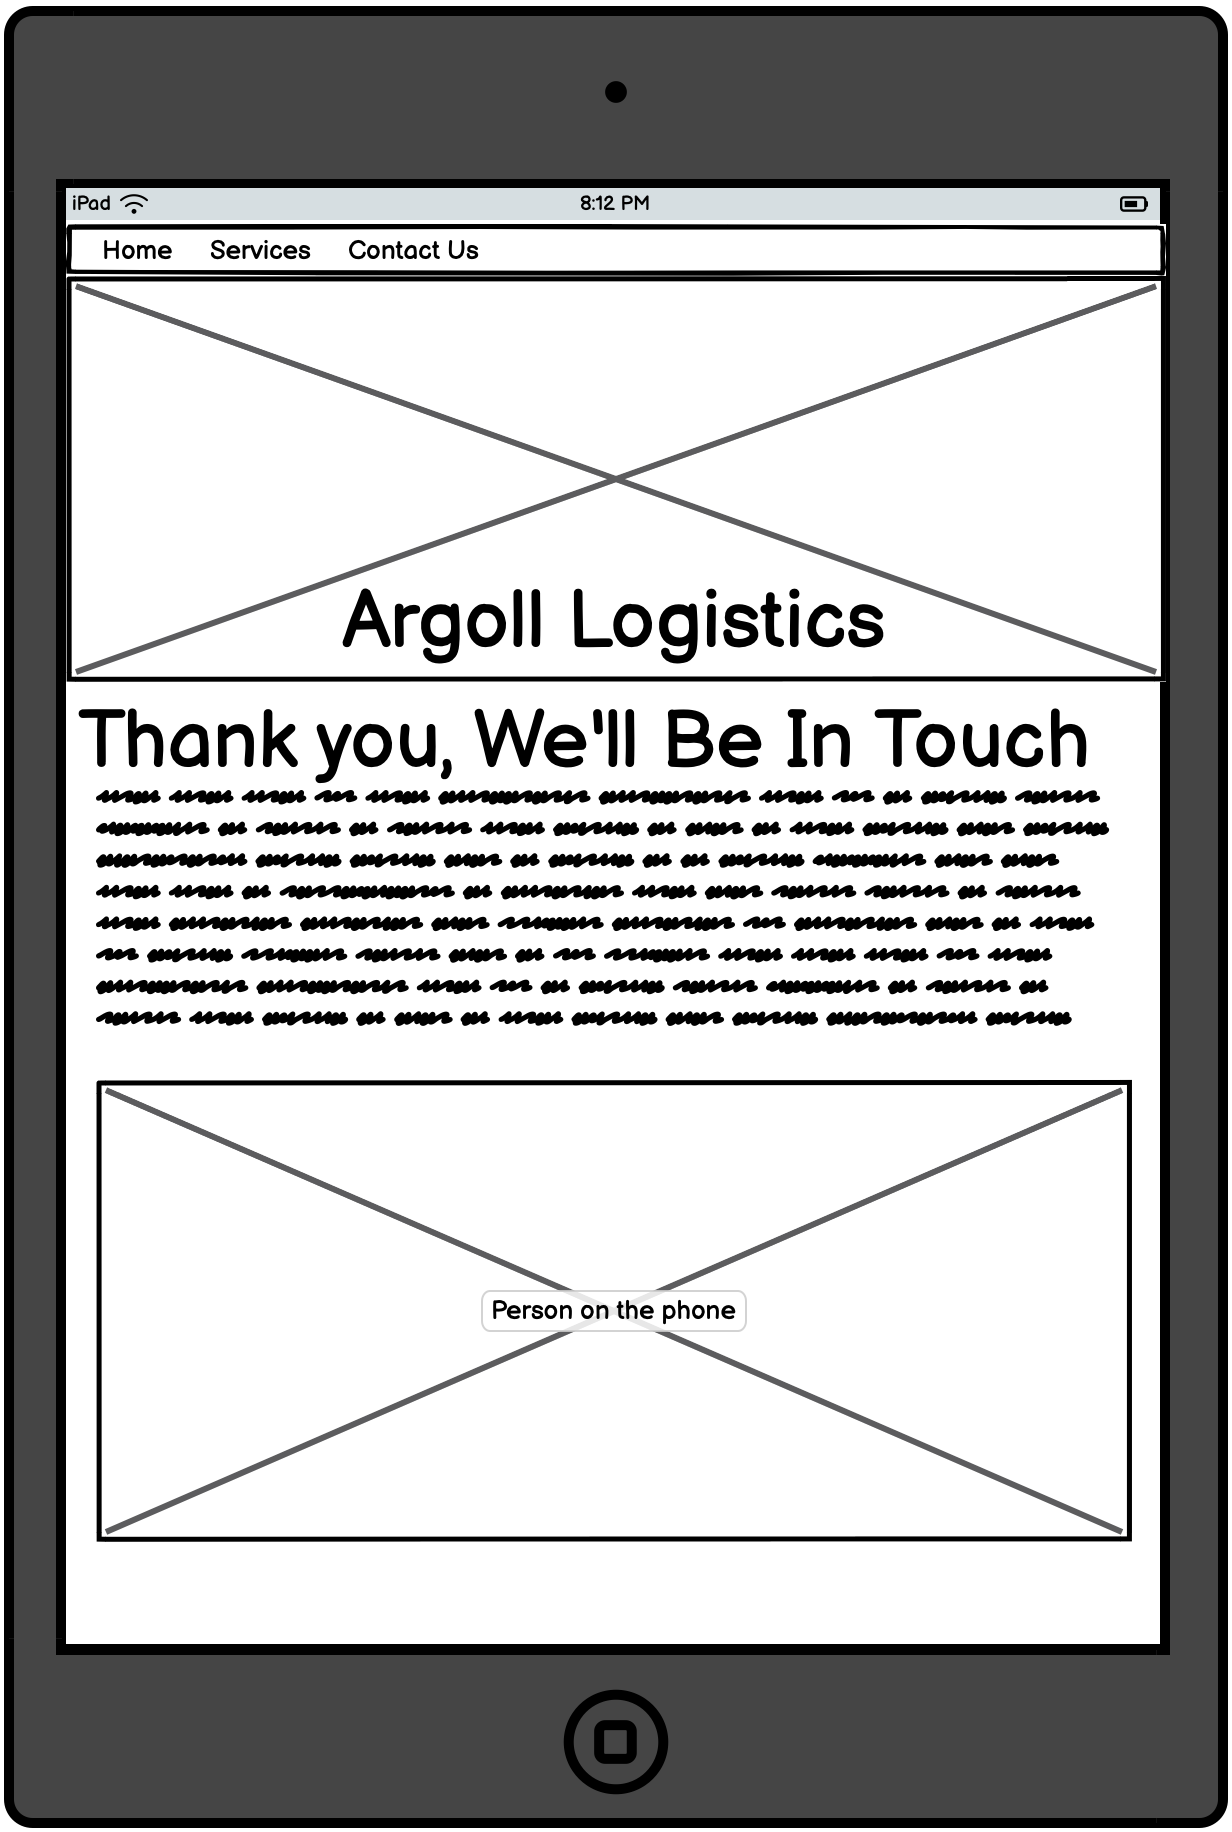 iPad 8:12 PM
Home Services Contact Us
Argoll Logistics
Thank you, We'll Be In Touch
Person on the phone